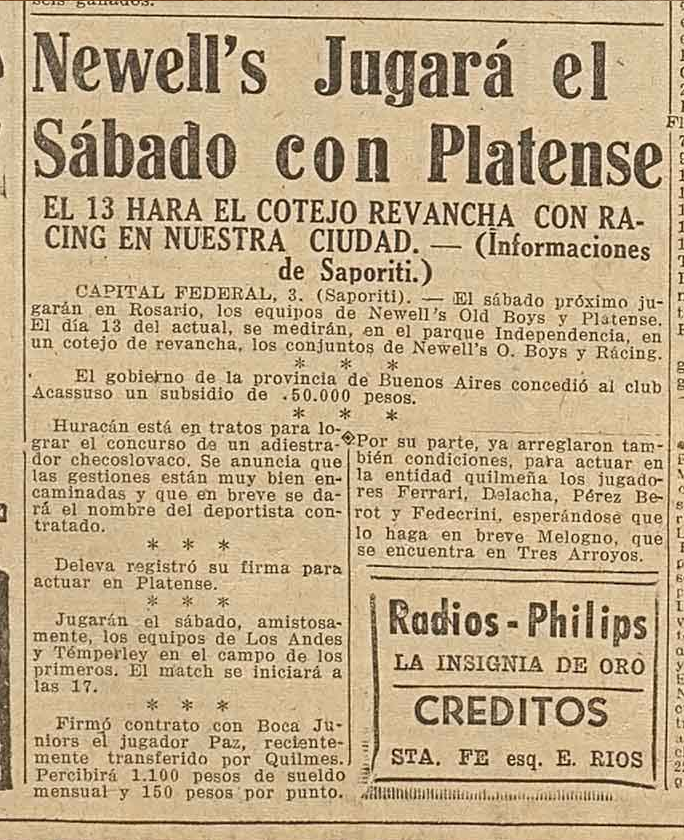 Newell's Jugará el
Sábado con Platense
EL 13 HARA EL COTEJO REVANCHA CON RA-
CING EN NUESTRA CIUDAD. — (Informaciones
de Saporiti.)
CAPITAL FEDERAL, 3. (Saporiti). — El sábado próximo ju-
garán en Rosario, los equipos de Newell's Old Boys y Platense.
El día 13 del actual, se medirán, en el parque Independencia, en
un cotejo de revancha, los conjuntos de Newell's O. Boys y Rácing.
* * *
El gobierno de la provincia de Buenos Aires concedió al club
Acassuso un subsidio de .50.000 pesos.
* * *
Huracán está en tratos para lo-
grar el concurso de un adiestra-
dor checoslovaco. Se anuncia que
las gestiones están muy bien en-
caminadas y que en breve se da-
rá el nombre del deportista con-
tratado.
* * *
Deleva registró su firma para
actuar en Platense.
* * *
Jugarán el sábado, amistosa-
mente, los equipos de Los Andes
y Témperley en el campo de los
primeros. El match se iniciará a
las 17.
* * *
Firmó contrato con Boca Ju-
niors el jugador Paz, reciente-
mente transferido por Quilmes.
Percibirá 1.100 pesos de sueldo
mensual y 150 pesos por punto.
Por su parte, ya arreglaron tam-
bién condiciones, para actuar en
la entidad quilmeña los jugado-
res Ferrari, Delacha, Pérez Be-
rot y Fedecrini, esperándose que
lo haga en breve Melogno, que
se encuentra en Tres Arroyos.
Radios - Philips
LA INSIGNIA DE ORO
CREDITOS
STA. FE esq. E. RIOS